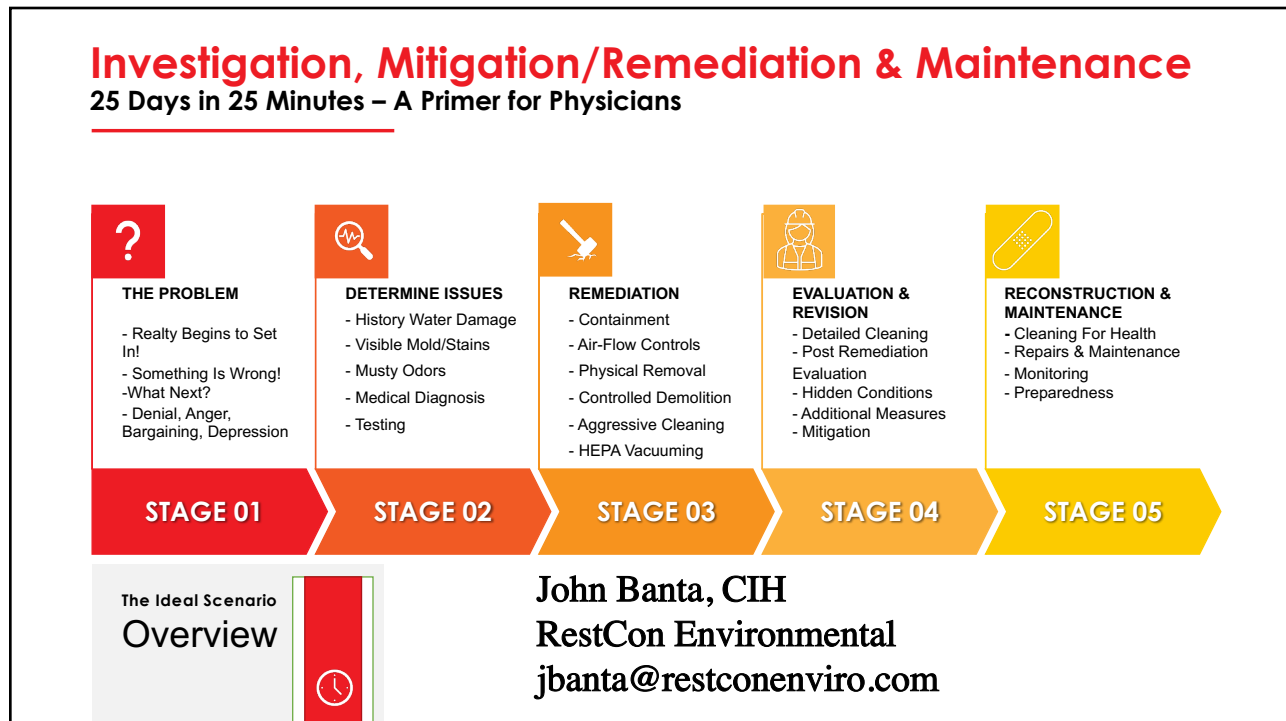 Investigation, Mitigation/Remediation & Maintenance
25 Days in 25 Minutes – A Primer for Physicians
?
THE PROBLEM
- Realty Begins to Set
In!
- Something Is Wrong!
-What Next?
- Denial, Anger,
Bargaining, Depression
STAGE 01
DETERMINE ISSUES
- History Water Damage
- Visible Mold/Stains
- Musty Odors
- Medical Diagnosis
- Testing
STAGE 02
REMEDIATION
- Containment
- Air-Flow Controls
- Physical Removal
- Controlled Demolition
- Aggressive Cleaning
- HEPA Vacuuming
STAGE 03
EVALUATION &
REVISION
- Detailed Cleaning
- Post Remediation
Evaluation
- Hidden Conditions
- Additional Measures
- Mitigation
STAGE 04
RECONSTRUCTION &
MAINTENANCE
- Cleaning For Health
- Repairs & Maintenance
- Monitoring
- Preparedness
STAGE 05
The Ideal Scenario
Overview
John Banta, CIH
RestCon Environmental
jbanta@restconenviro.com